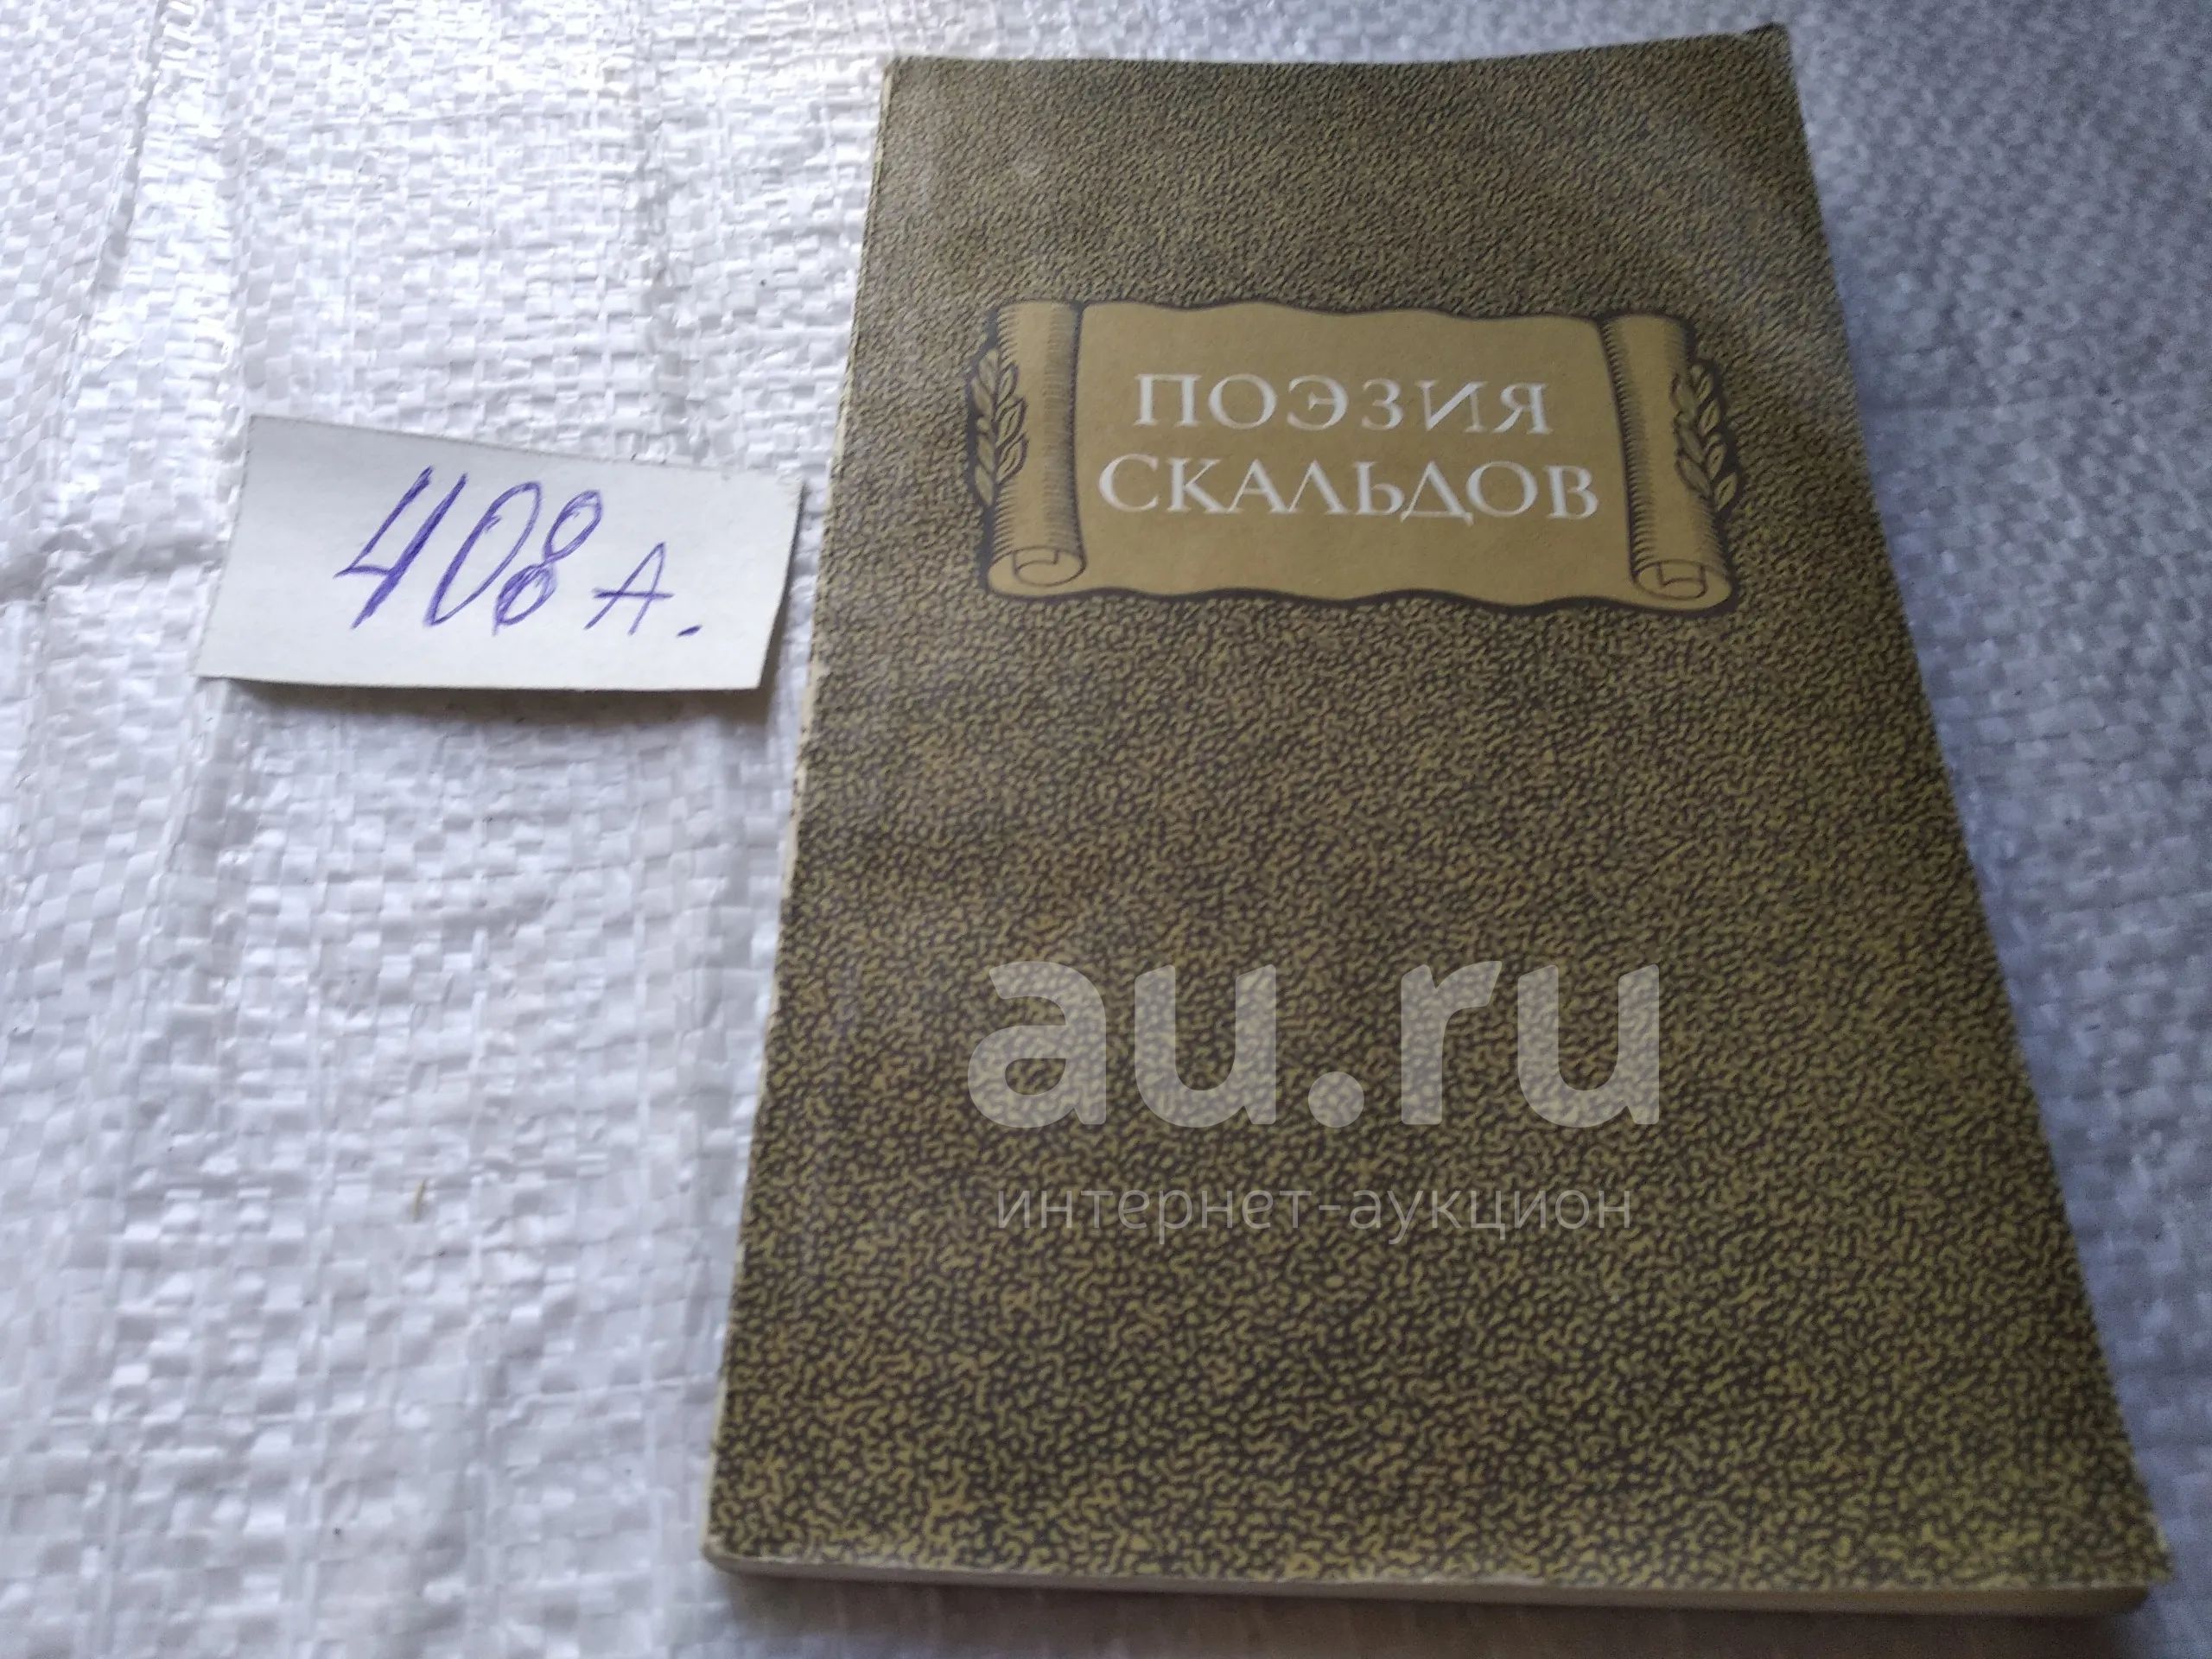 ПОЭЗИЯ
СКАЛЬДОВ
408 А.
au.ru
интернет-аукцион